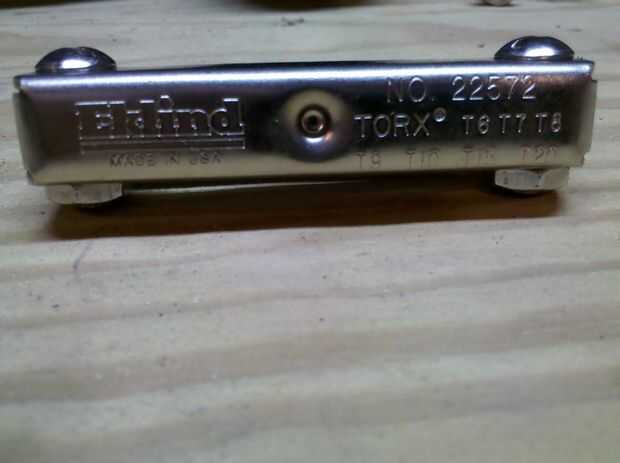 Eklind
MADE IN USA
NO. 22572
TORX® T6 T7 T8
T9 T10 T15 T20